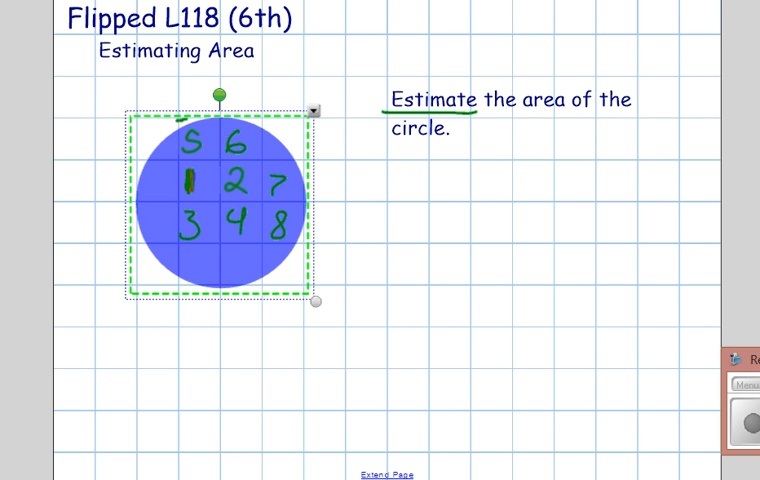 Flipped L118 (6th)
Estimating Area
Estimate the area of the
circle.
5 6
1 2 7
3 4 8
Menu
Extend Page